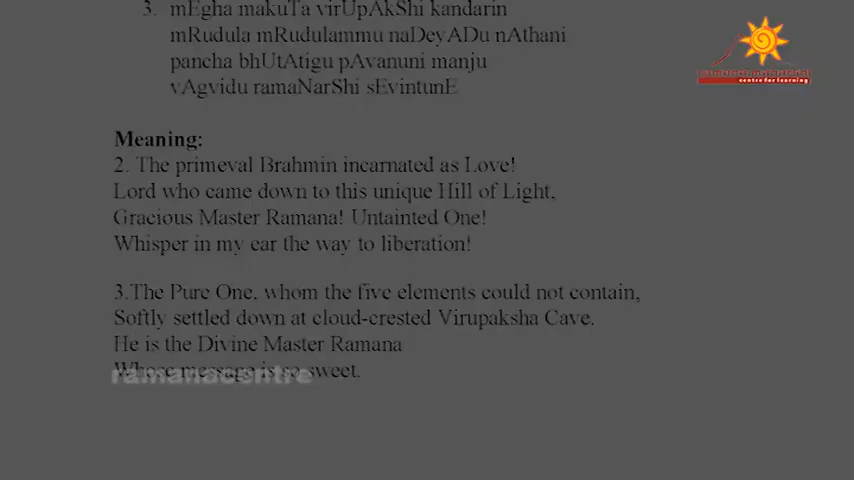 3. mEgha makuTa virUpAkShi kandarin
mRudula mRudulammu naDeyADu nAthani
pancha bhUtAtigu pAvanuni manju
vAgvidu ramaNarShi sEvintunE
Meaning:
2. The primeval Brahmin incarnated as Love!
Lord who came down to this unique Hill of Light,
Gracious Master Ramana! Untainted One!
Whisper in my ear the way to liberation!
3.The Pure One, whom the five elements could not contain,
Softly settled down at cloud-crested Virupaksha Cave.
He is the Divine Master Ramana
Whose message is so sweet.
ramanacentre
centre for learning